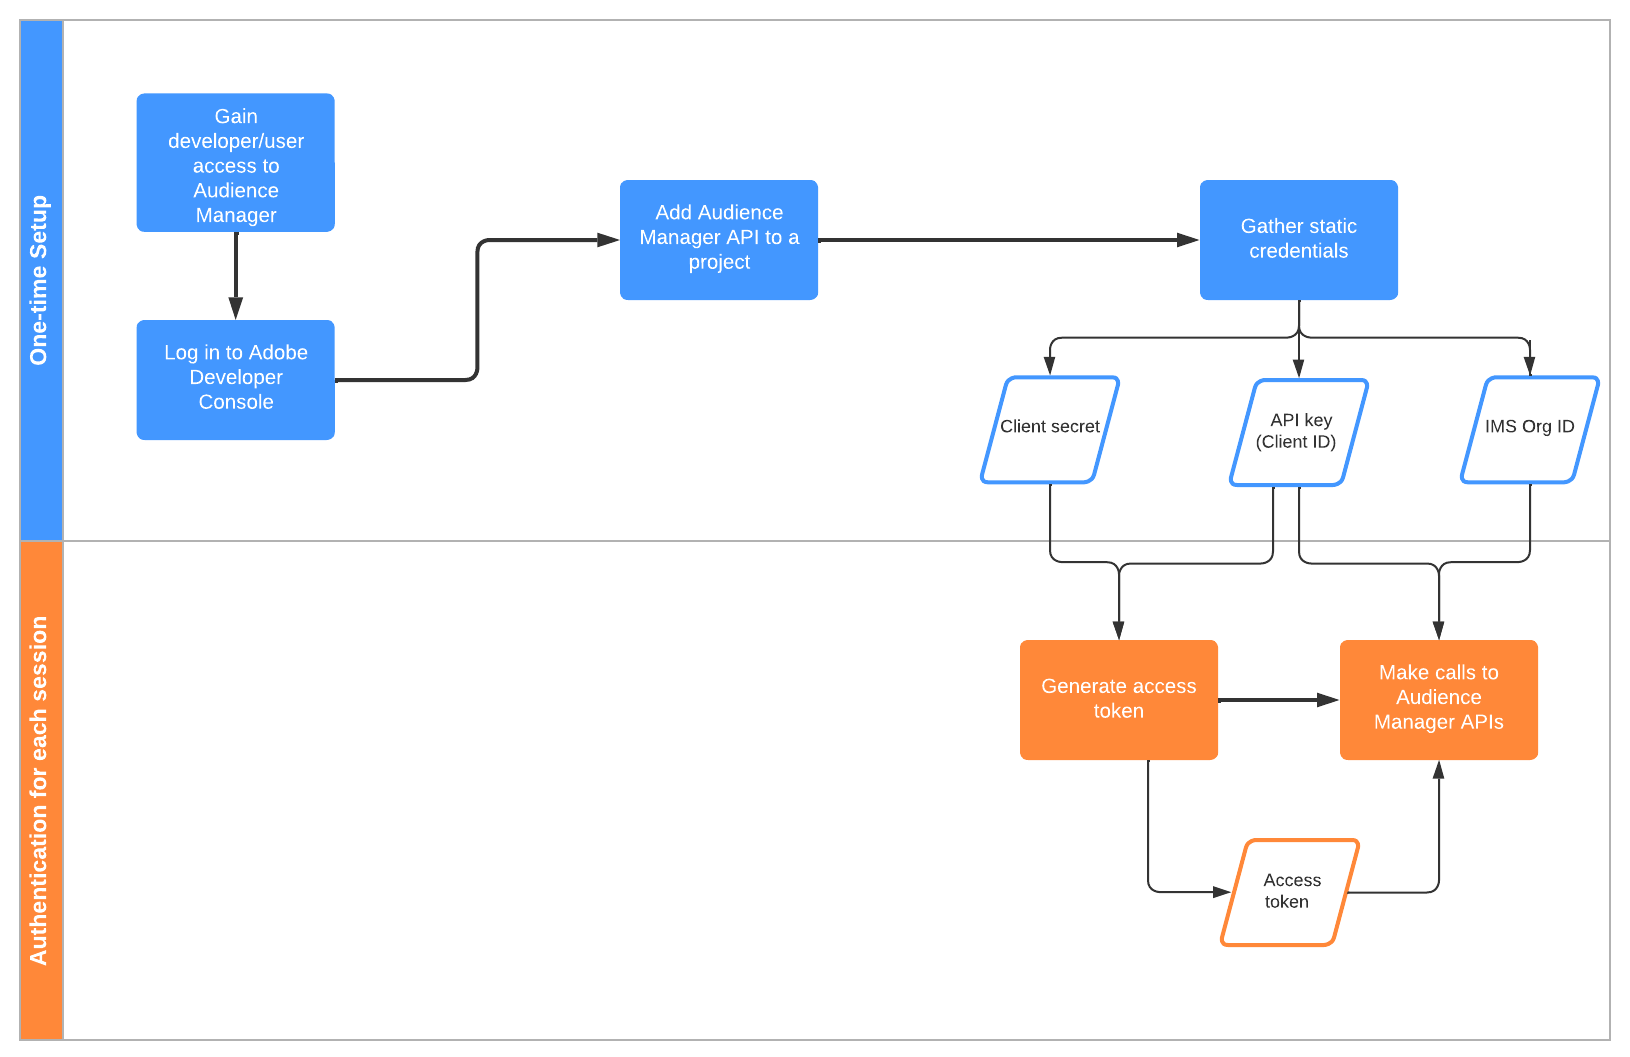 One-time Setup
Gain
developer/user
access to
Audience
Manager
Log in to Adobe
Developer
Console
Add Audience
Manager API to a
project
Gather static
credentials
Client secret
API key
(Client ID)
IMS Org ID
Authentication for each session
Generate access
token
Make calls to
Audience
Manager APIs
Access
token